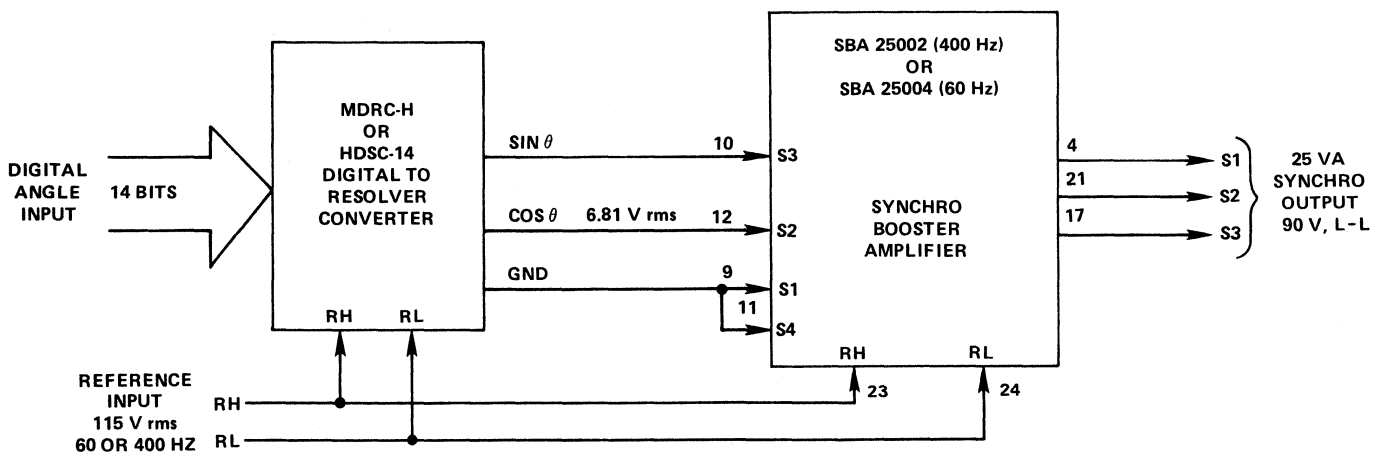 DIGITAL
ANGLE
INPUT
14 BITS
MDRC-H
OR
HDSC-14
DIGITAL TO
RESOLVER
CONVERTER
RH
RL
SIN θ
10
COS θ
6.81 V rms
12
GND
9
11
SBA 25002 (400 Hz)
OR
SBA 25004 (60 Hz)
S3
S2
S1
S4
SYNCHRO
BOOSTER
AMPLIFIER
RH
RL
4
S1
21
S2
17
S3
25 VA
SYNCHRO
OUTPUT
90 V, L-L
REFERENCE
INPUT
115 V rms
60 OR 400 HZ
RH
RL
23
24